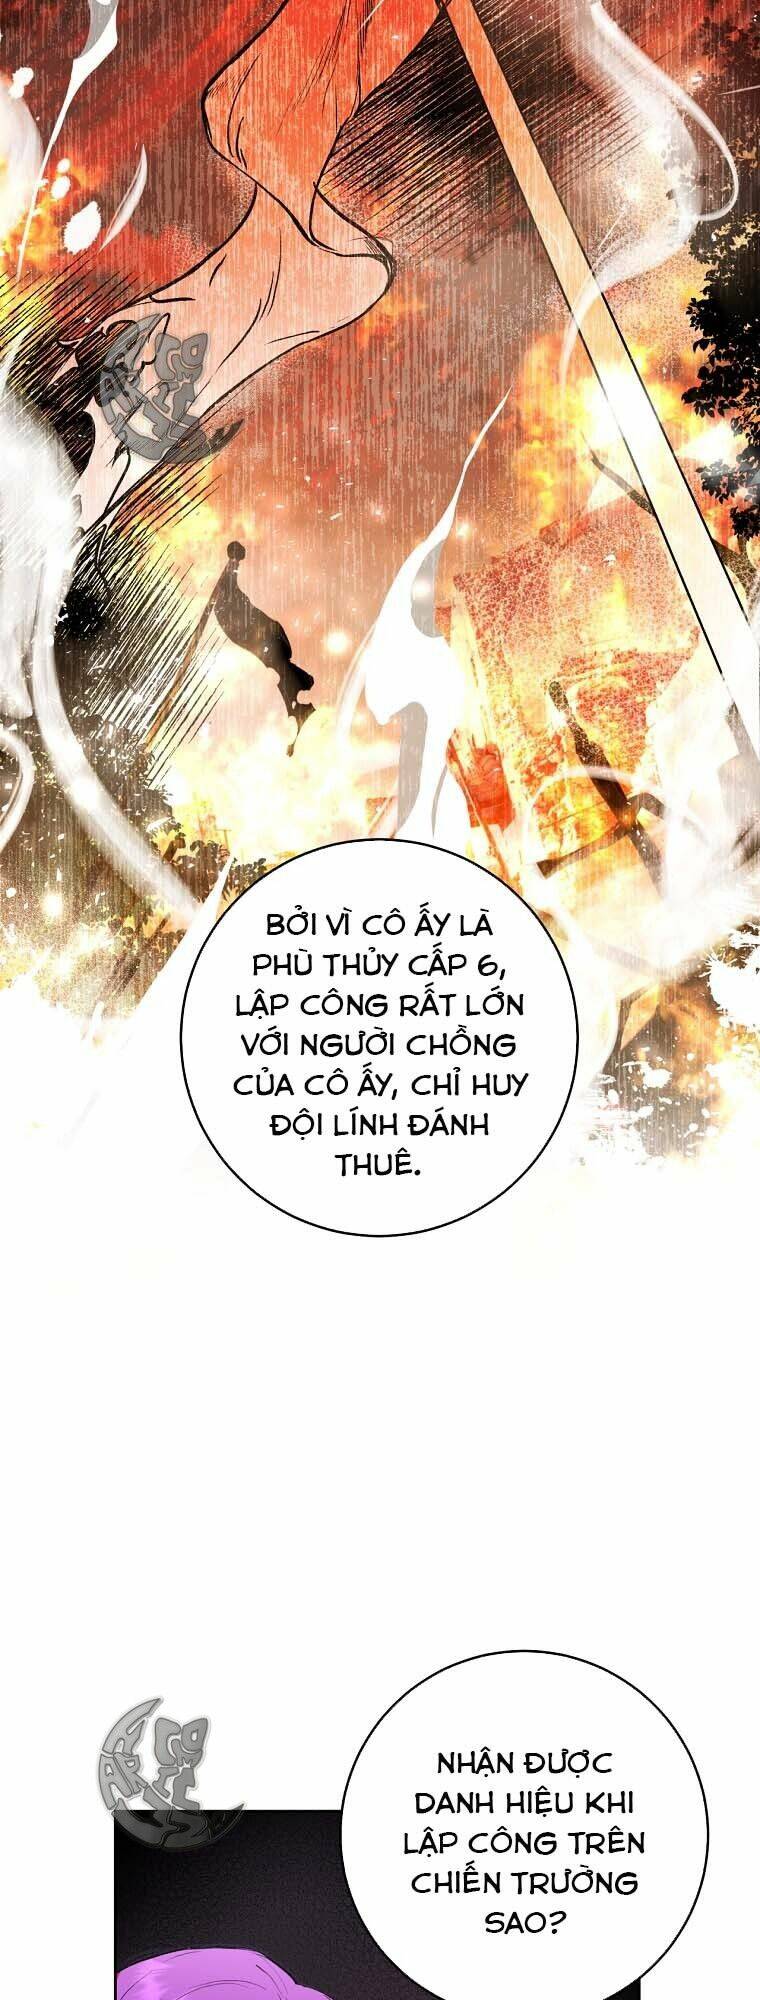 BỞI VÌ CÔ ẤY LÀ
PHÙ THỦY CẤP 6,
LẬP CÔNG RẤT LỚN
VỚI NGƯỜI CHỒNG
CỦA CÔ ẤY, CHỈ HUY
ĐỘI LÍNH ĐÁNH
THUÊ.
NHẬN ĐƯỢC
DANH HIỆU KHI
LẬP CÔNG TRÊN
CHIẾN TRƯỜNG
SAO?